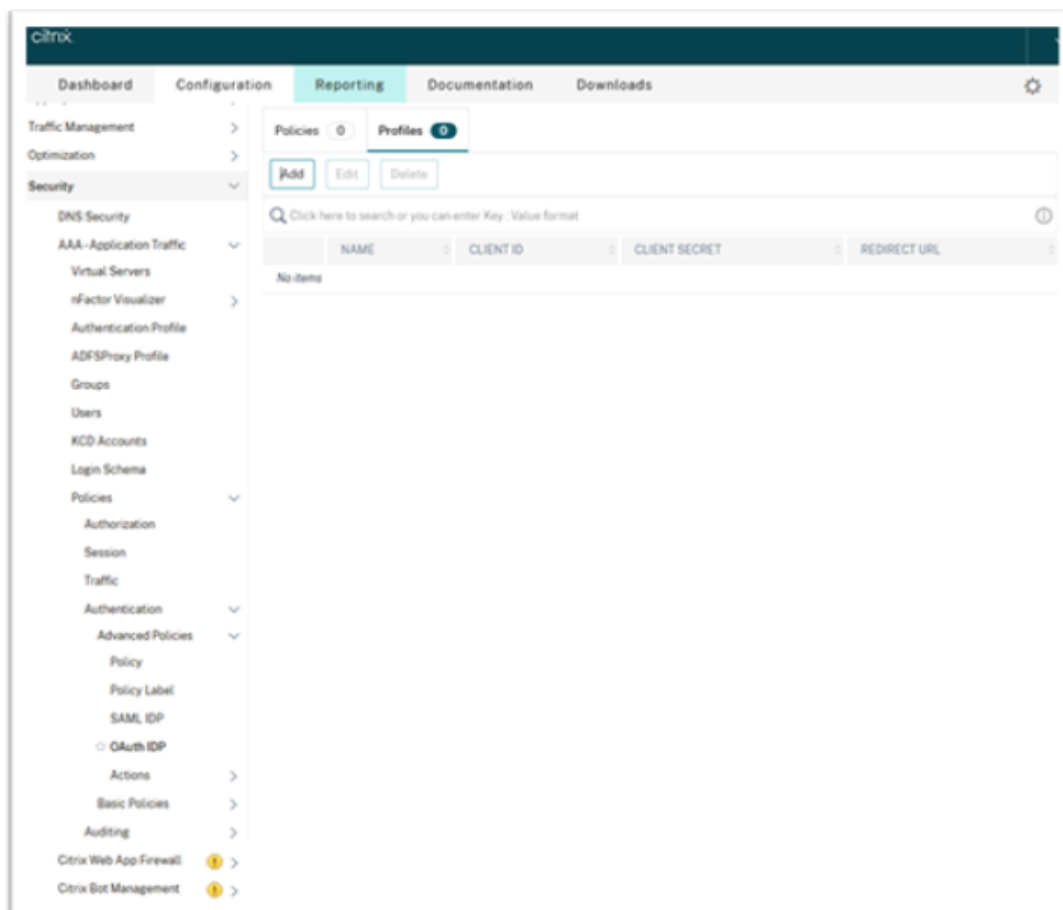 citrix
Dashboard Configuration Reporting Documentation Downloads
Traffic Management
Optimization
Security
DNS Security
AAA - Application Traffic
Virtual Servers
nFactor Visualizer
Authentication Profile
ADFSProxy Profile
Groups
Users
KCD Accounts
Login Schema
Policies
Authorization
Session
Traffic
Authentication
Advanced Policies
Policy
Policy Label
SAML IDP
OAuth IDP
Actions
Basic Policies
Auditing
Citrix Web App Firewall
Citrix Bot Management
Policies 0 Profiles 0
Add Edit Delete
Click here to search or you can enter Key : Value format
NAME CLIENT ID CLIENT SECRET REDIRECT URL
No items